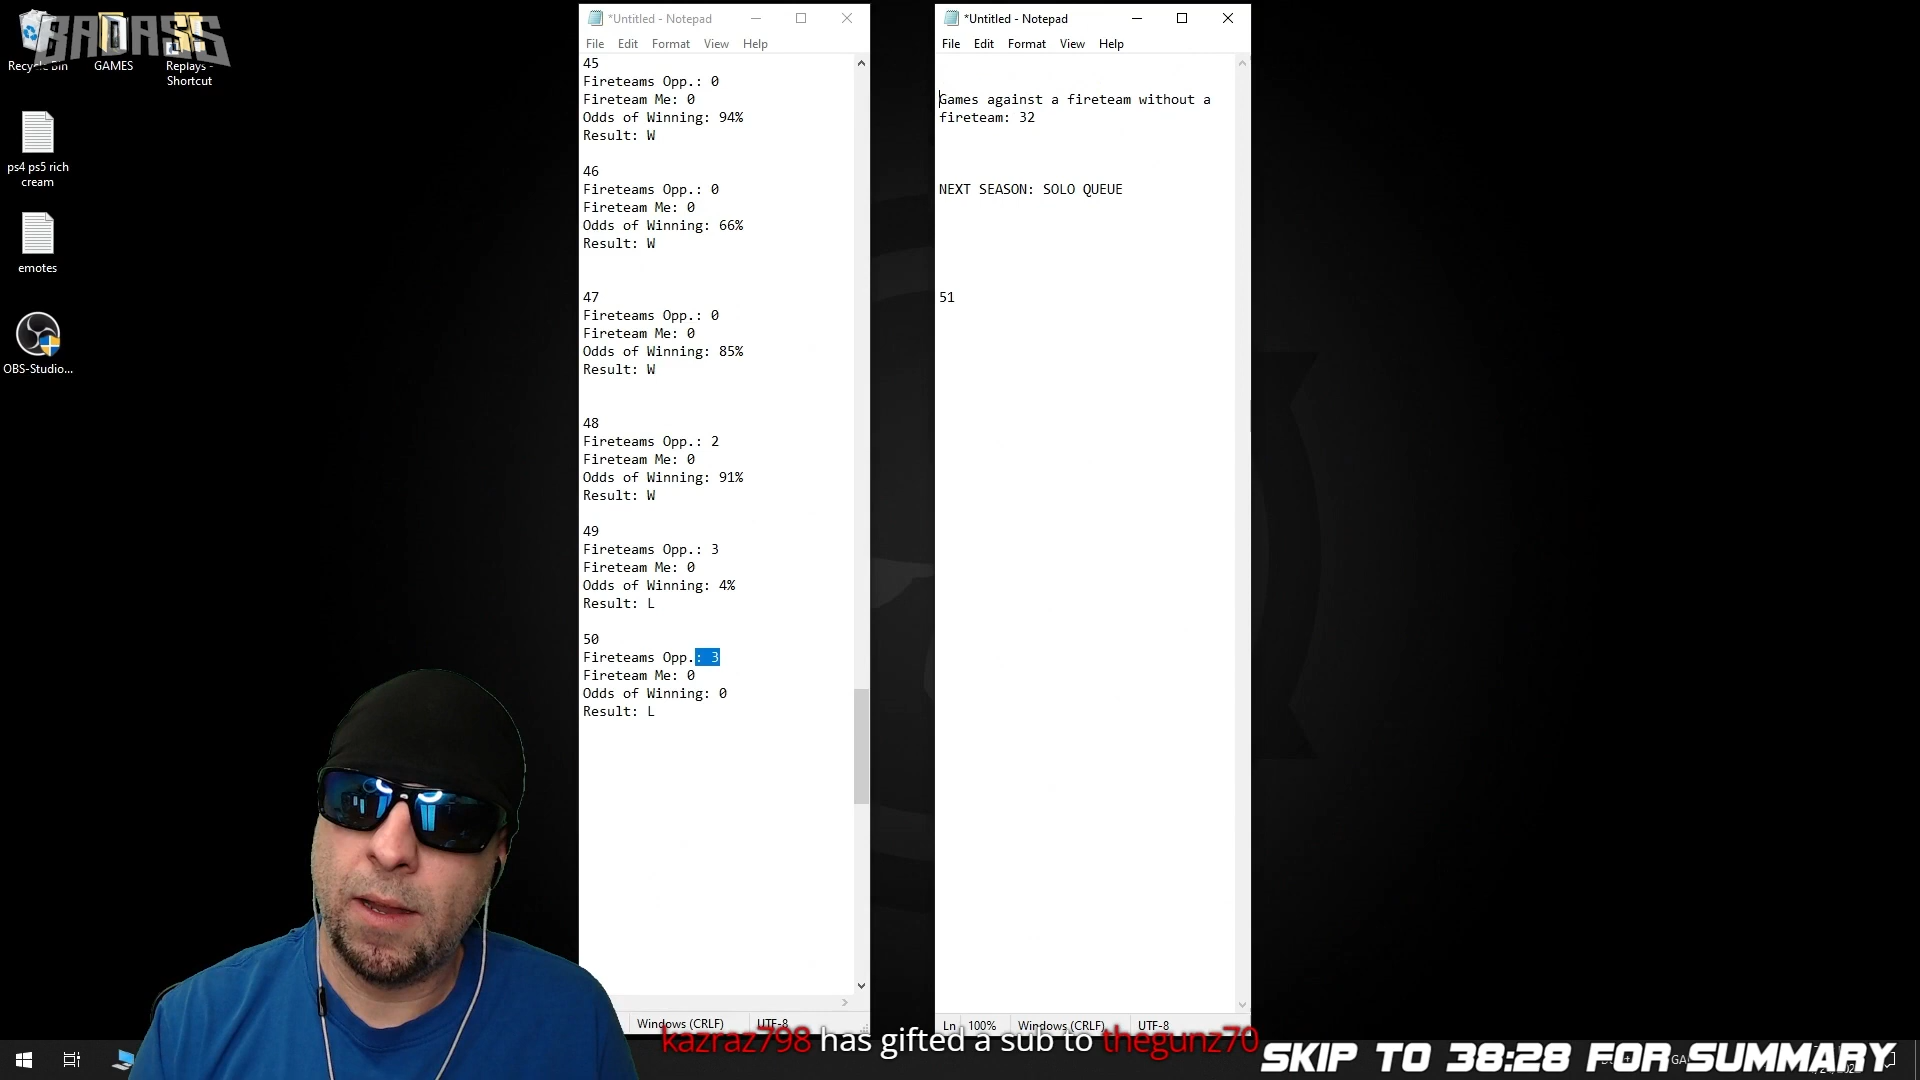 BADASS
Recycle Bin
GAMES
Replays -
Shortcut
ps4 ps5 rich
cream
emotes
OBS-Studio...
*Untitled - Notepad
File Edit Format View Help
45
Fireteams Opp.: 0
Fireteam Me: 0
Odds of Winning: 94%
Result: W
46
Fireteams Opp.: 0
Fireteam Me: 0
Odds of Winning: 66%
Result: W
47
Fireteams Opp.: 0
Fireteam Me: 0
Odds of Winning: 85%
Result: W
48
Fireteams Opp.: 2
Fireteam Me: 0
Odds of Winning: 91%
Result: W
49
Fireteams Opp.: 3
Fireteam Me: 0
Odds of Winning: 4%
Result: L
50
Fireteams Opp.: 3
Fireteam Me: 0
Odds of Winning: 0
Result: L
Windows (CRLF) UTF-8
*Untitled - Notepad
File Edit Format View Help
Games against a fireteam without a
fireteam: 32
NEXT SEASON: SOLO QUEUE
51
Ln 100% Windows (CRLF) UTF-8
kazraz798 has gifted a sub to thegunz70
SKIP TO 38:28 FOR SUMMARY